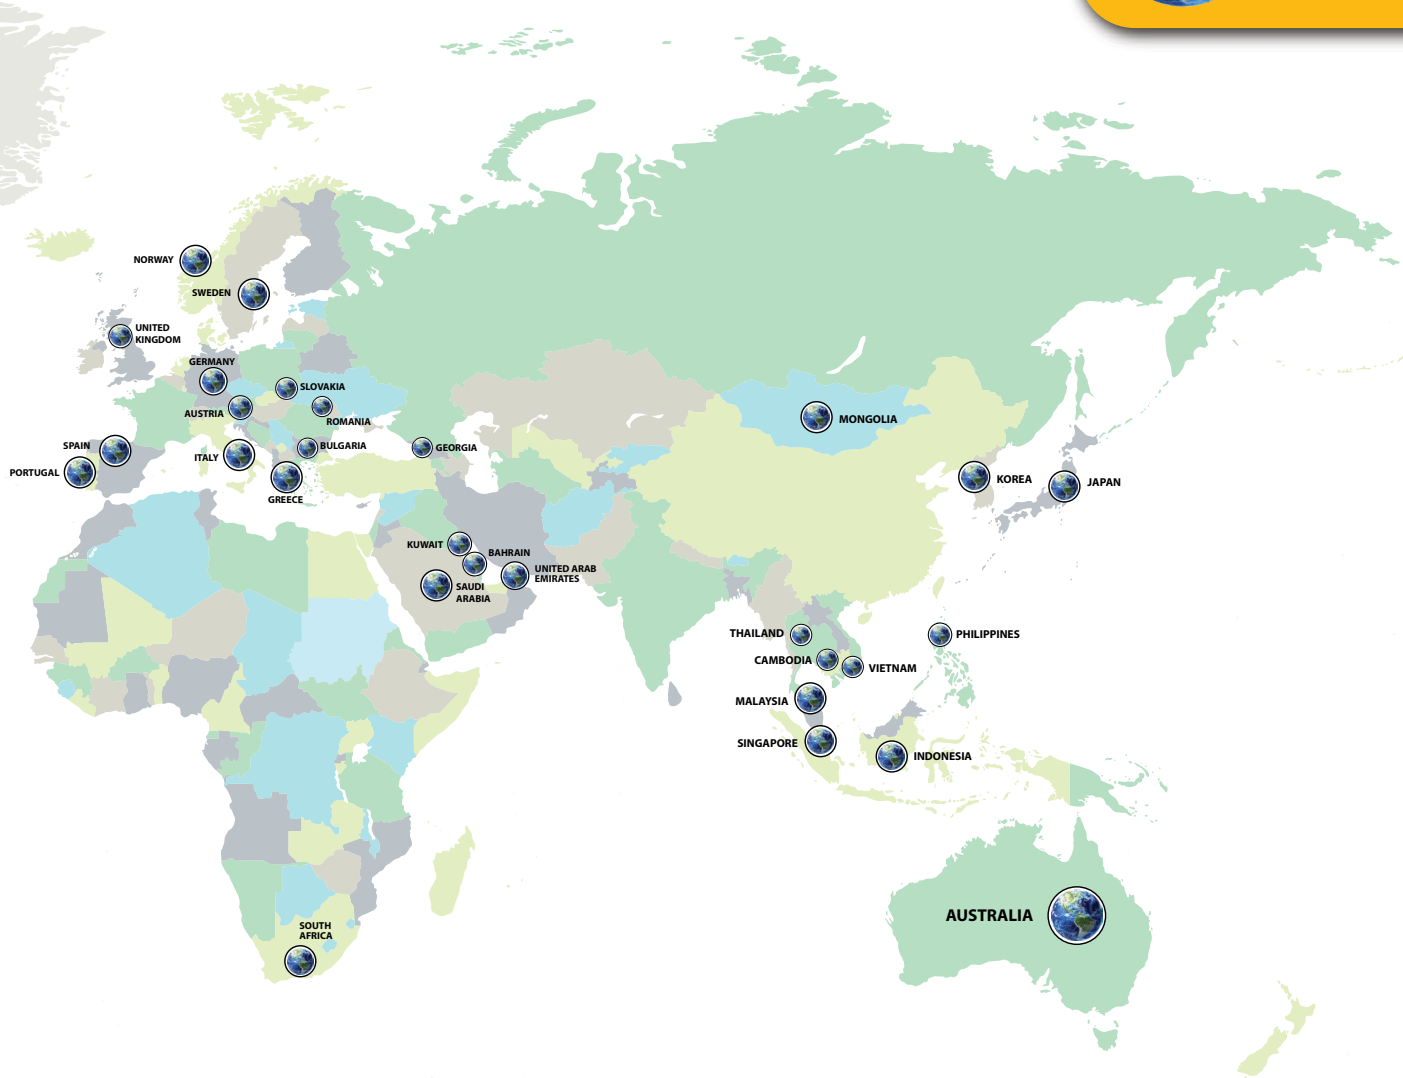 NORWAY
SWEDEN
UNITED
KINGDOM
GERMANY
SLOVAKIA
AUSTRIA
ROMANIA
SPAIN
ITALY
BULGARIA
GEORGIA
PORTUGAL
GREECE
MONGOLIA
KOREA
JAPAN
KUWAIT
BAHRAIN
UNITED ARAB
EMIRATES
SAUDI
ARABIA
THAILAND
PHILIPPINES
CAMBODIA
VIETNAM
MALAYSIA
SINGAPORE
INDONESIA
AUSTRALIA
SOUTH
AFRICA